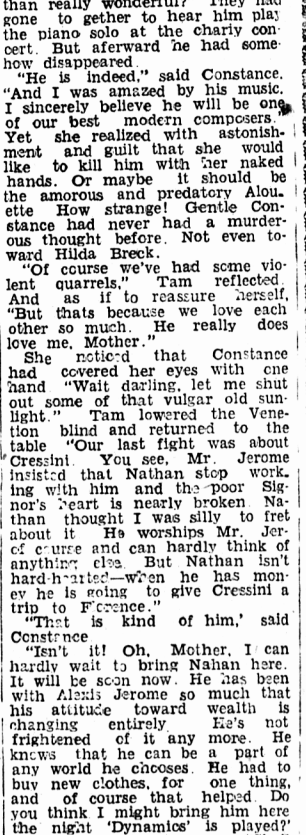 than really wonderful? They had
gone to gether to hear him play
the piano solo at the chariy con-
cert. But aferward he had some-
how disappeared.
"He is indeed," said Constance.
"And I was amazed by his music.
I sincerely believe he will be one
of our best modern composers."
Yet she realized with astonish-
ment and guilt that she would
like to kill him with her naked
hands. Or maybe it should be
the amorous and predatory Alou-
ette How strange! Gentle Con-
stance had never had a murder-
ous thought before. Not even to-
ward Hilda Breck.
"Of course we've had some vio-
lent quarrels," Tam reflected.
And as if to reassure herself,
"But thats because we love each
other so much. He really does
love me, Mother."
She noticed that Constance
had covered her eyes with one
hand. "Wait darling, let me shut
out some of that vulgar old sun-
light." Tam lowered the Vene-
tion blind and returned to the
table "Our last fight was about
Cressini. You see, Mr. Jerome
insisted that Nathan stop work-
ing with him and the poor Sig-
nor's heart is nearly broken. Na-
than thought I was silly to fret
about it He worships Mr. Jer-
of course and can hardly think of
anything else. But Nathan isn't
hard-hearted—when he has mon-
ey he is going to give Cressini a
trip to Florence."
"That is kind of him,' said
Constance
"Isn't it! Oh, Mother, I can
hardly wait to bring Nahan here.
It will be soon now. He has been
with Alexis Jerome so much that
his attitude toward wealth is
changing entirely. He's not
frightened of it any more. He
knows that he can be a part of
any world he chooses. He had to
buy new clothes, for one thing,
and of course that helped. Do
you think I might bring him here
the night 'Dynamics' is played?'